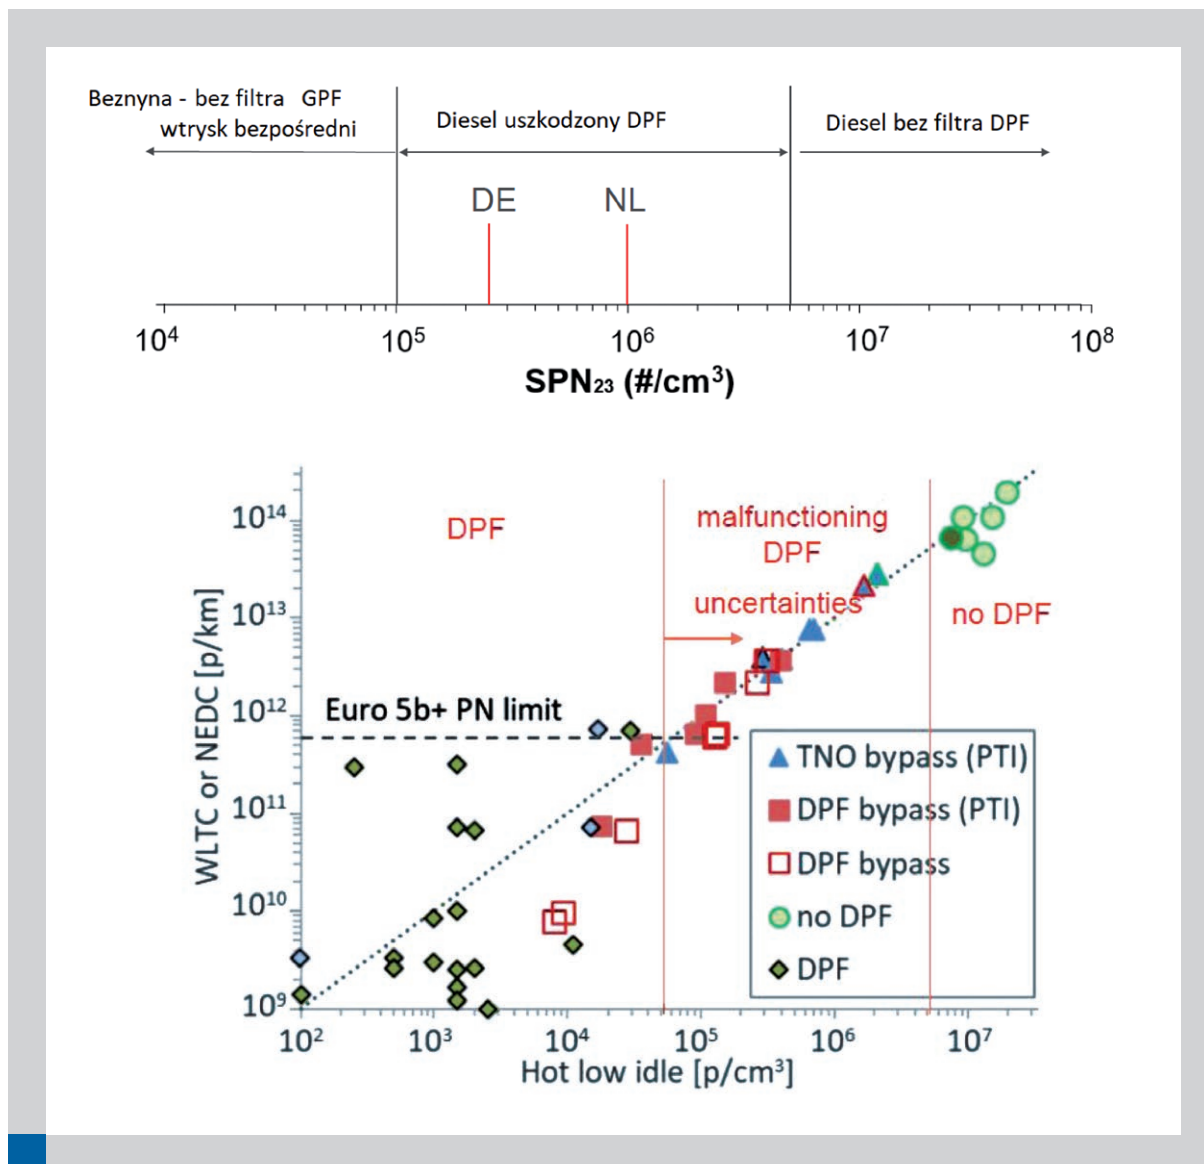 Beznyna - bez filtra GPF
wtrysk bezpośredni
Diesel uszkodzony DPF
Diesel bez filtra DPF
DE
NL
10⁴
10⁵
10⁶
10⁷
10⁸
SPN₂₃ (#/cm³)
WLTC or NEDC [p/km]
10¹⁴
10¹³
10¹²
10¹¹
10¹⁰
10⁹
DPF
malfunctioning
DPF
uncertainties
no DPF
Euro 5b+ PN limit
TNO bypass (PTI)
DPF bypass (PTI)
DPF bypass
no DPF
DPF
10²
10³
10⁴
10⁵
10⁶
10⁷
Hot low idle [p/cm³]